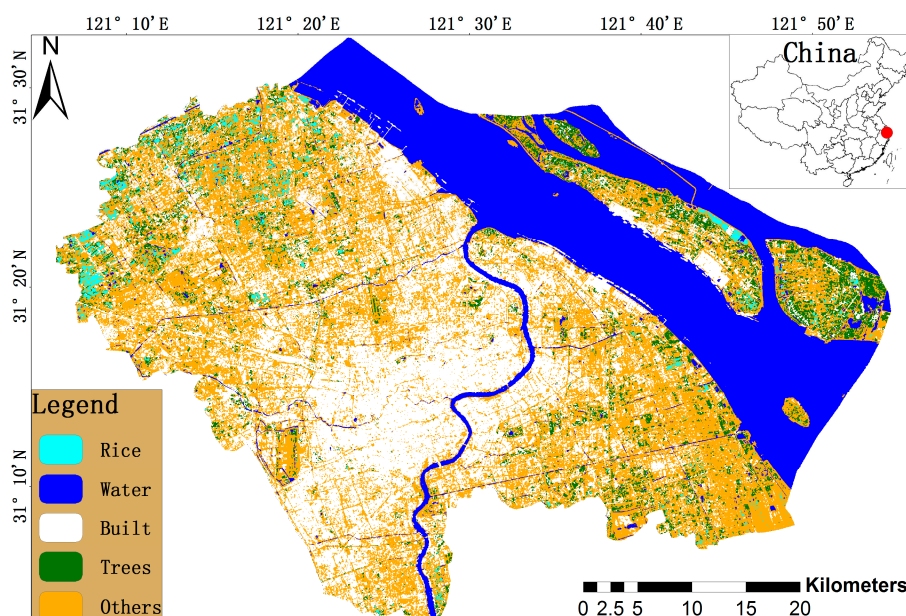 121° 10′ E 121° 20′ E 121° 30′ E 121° 40′ E 121° 50′ E
N
31° 30′ N
China
31° 20′ N
31° 10′ N
Legend
Rice
Water
Built
Trees
Others
Kilometers
0 2.5 5 10 15 20